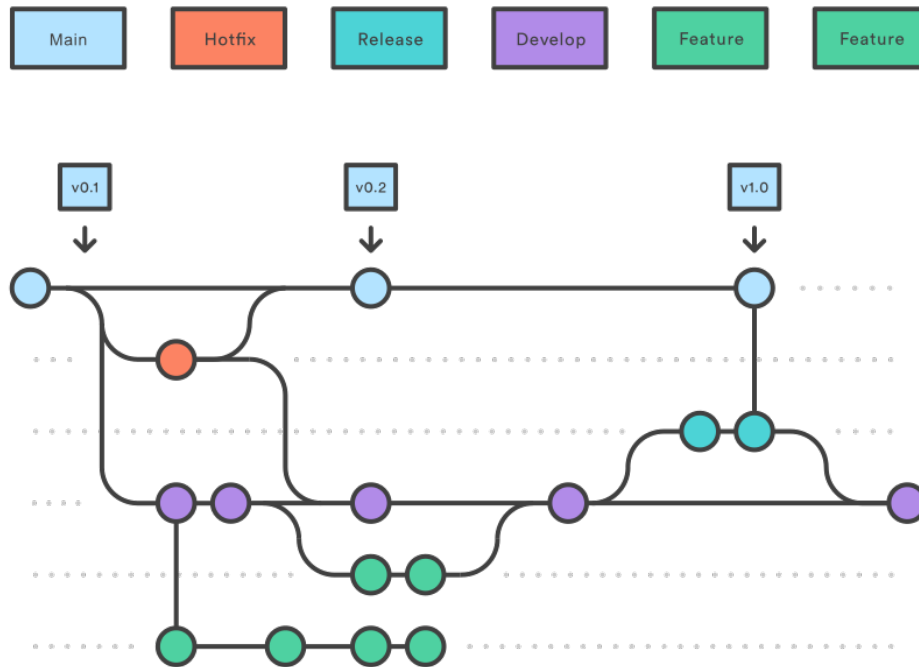 Main
Hotfix
Release
Develop
Feature
Feature
v0.1
v0.2
v1.0